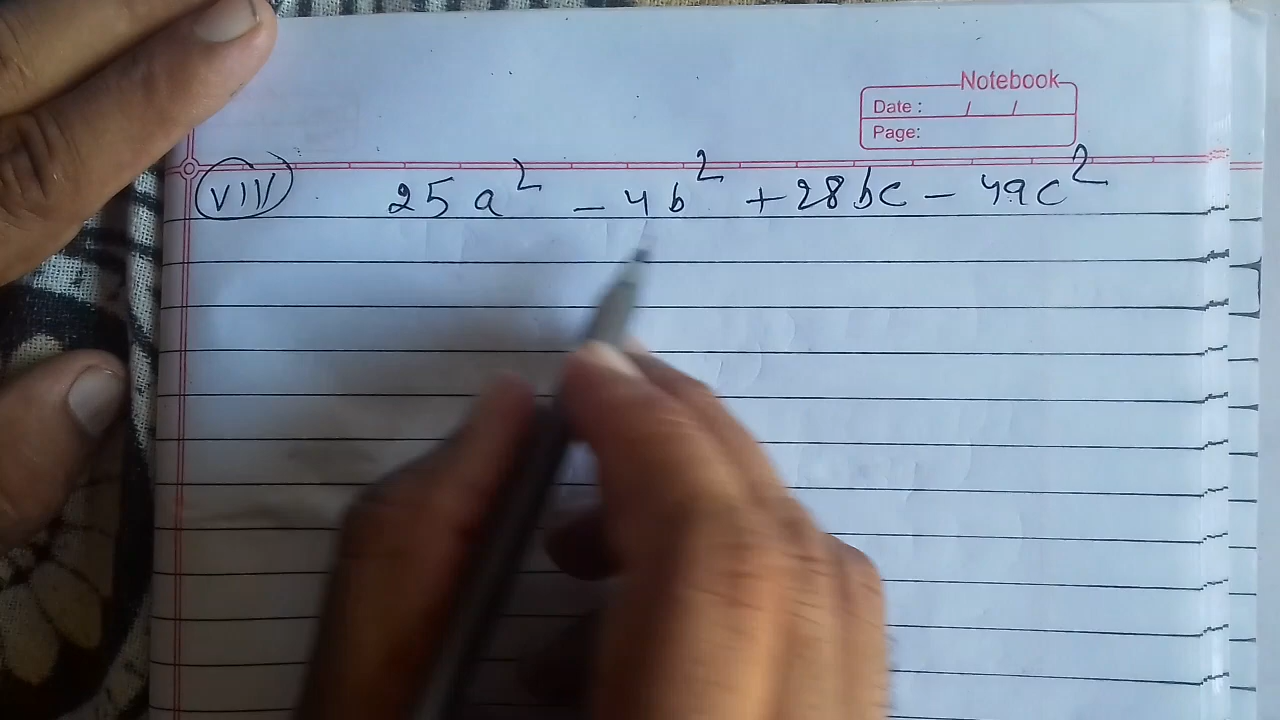 Notebook
Date : / /
Page:
(viii) 25a² - 4b² + 28bc - 49c²